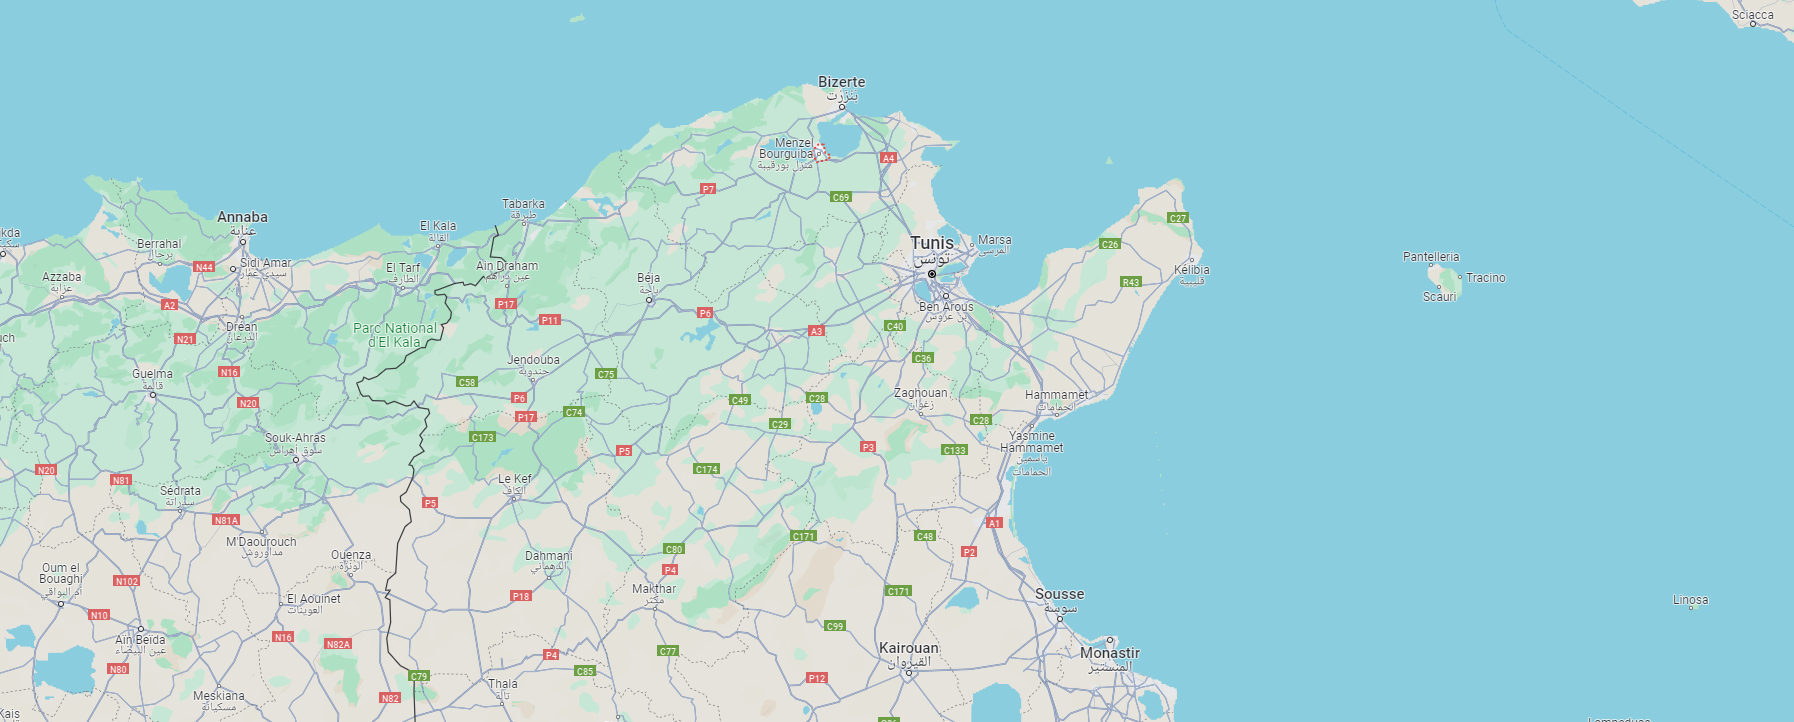 Sciacca
Bizerte
بنزرت
Menzel
Bourguiba
منزل بورقيبة
A4
P7
C69
Tabarka
طبرقة
Annaba
عنابة
El Kala
القالة
C27
kda
Berrahal
برحال
Tunis
تونس
Marsa
المرسى
C26
Pantelleria
Tracino
Scauri
Azzaba
عزابة
N44
Sidi Amar
سيدي عمار
El Tarf
الطارف
Ain Draham
عين دراهم
Béja
باجة
R43
Kélibia
قليبية
A2
P17
P11
P6
Ben Arous
بن عروس
Drean
الدرعان
N21
Parc National
d'El Kala
A3
C40
uch
Guelma
قالمة
N16
Jendouba
جندوبة
C36
C58
C75
N20
P6
P17
C74
C49
C28
Zaghouan
زغوان
Hammamet
الحمامات
C29
C28
Souk-Ahras
سوق أهراس
C173
P5
P3
C133
Yasmine
Hammamet
ياسمين
الحمامات
N20
N81
C174
Sédrata
سدراتة
Le Kef
الكاف
P5
N81A
A1
M'Daourouch
مداوروش
C171
C48
P2
Ouenza
الونزة
Dahmani
الدهماني
C80
P4
Oum el
Bouaghi
أم البواقي
N102
El Aouinet
العوينات
P18
Makthar
مكثر
C171
Sousse
سوسة
Linosa
N10
Aïn Beïda
عين البيضاء
N16
N82A
C99
Kairouan
القيروان
Monastir
المنستير
N80
C79
P4
C85
C77
P12
Meskiana
مسكيانة
N82
Thala
تالة
Kais